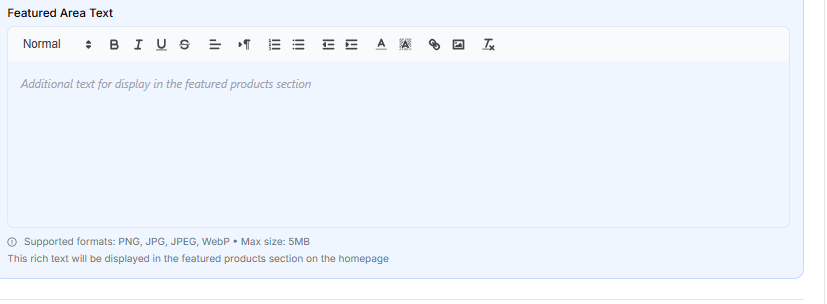 Featured Area Text
Normal
Additional text for display in the featured products section
Supported formats: PNG, JPG, JPEG, WebP • Max size: 5MB
This rich text will be displayed in the featured products section on the homepage